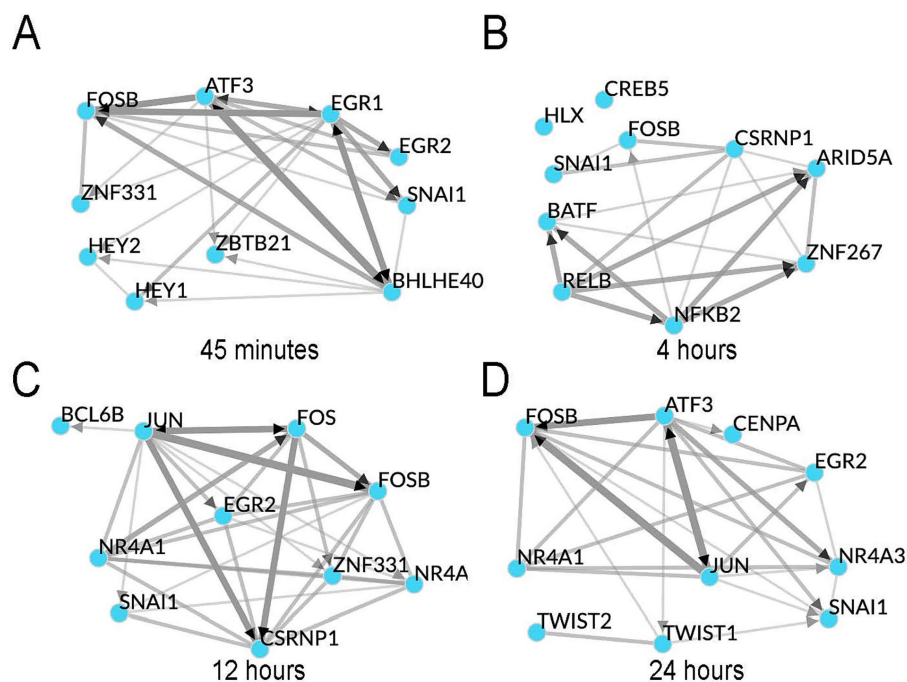 A
FOSB
ATF3
EGR1
EGR2
ZNF331
SNAI1
HEY2
ZBTB21
BHLHE40
HEY1
45 minutes
B
CREB5
HLX
FOSB
CSRNP1
ARID5A
SNAI1
BATF
ZNF267
RELB
NFKB2
4 hours
C
BCL6B
JUN
FOS
FOSB
EGR2
NR4A1
ZNF331
NR4A
SNAI1
CSRNP1
12 hours
D
FOSB
ATF3
CENPA
EGR2
NR4A1
JUN
NR4A3
SNAI1
TWIST2
TWIST1
24 hours